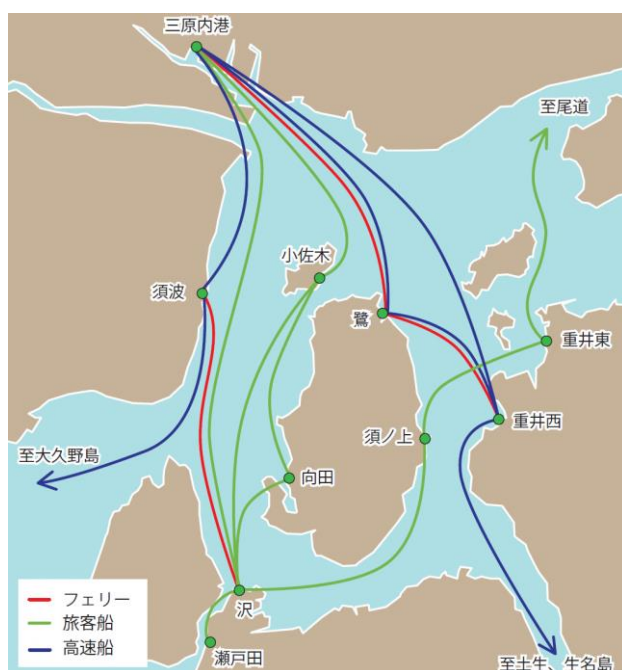 三原内港
至尾道
小佐木
須波
鷺
重井東
重井西
須ノ上
至大久野島
向田
フェリー
旅客船
高速船
沢
瀬戸田
至土生、生名島